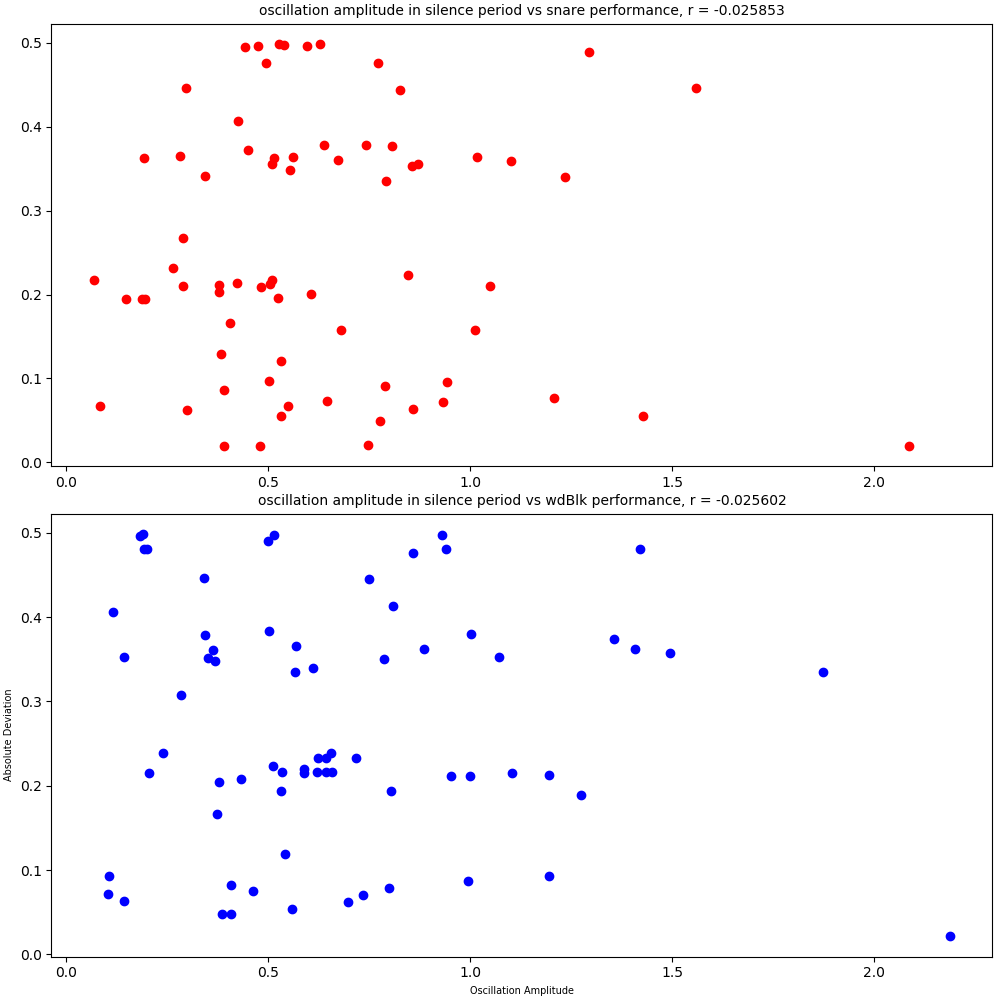 oscillation amplitude in silence period vs snare performance, r = -0.025853
0.5
0.4
0.3
0.2
0.1
0.0
0.0 0.5 1.0 1.5 2.0
oscillation amplitude in silence period vs wdBlk performance, r = -0.025602
0.5
0.4
0.3
0.2
0.1
0.0
Absolute Deviation
0.0 0.5 1.0 1.5 2.0
Oscillation Amplitude